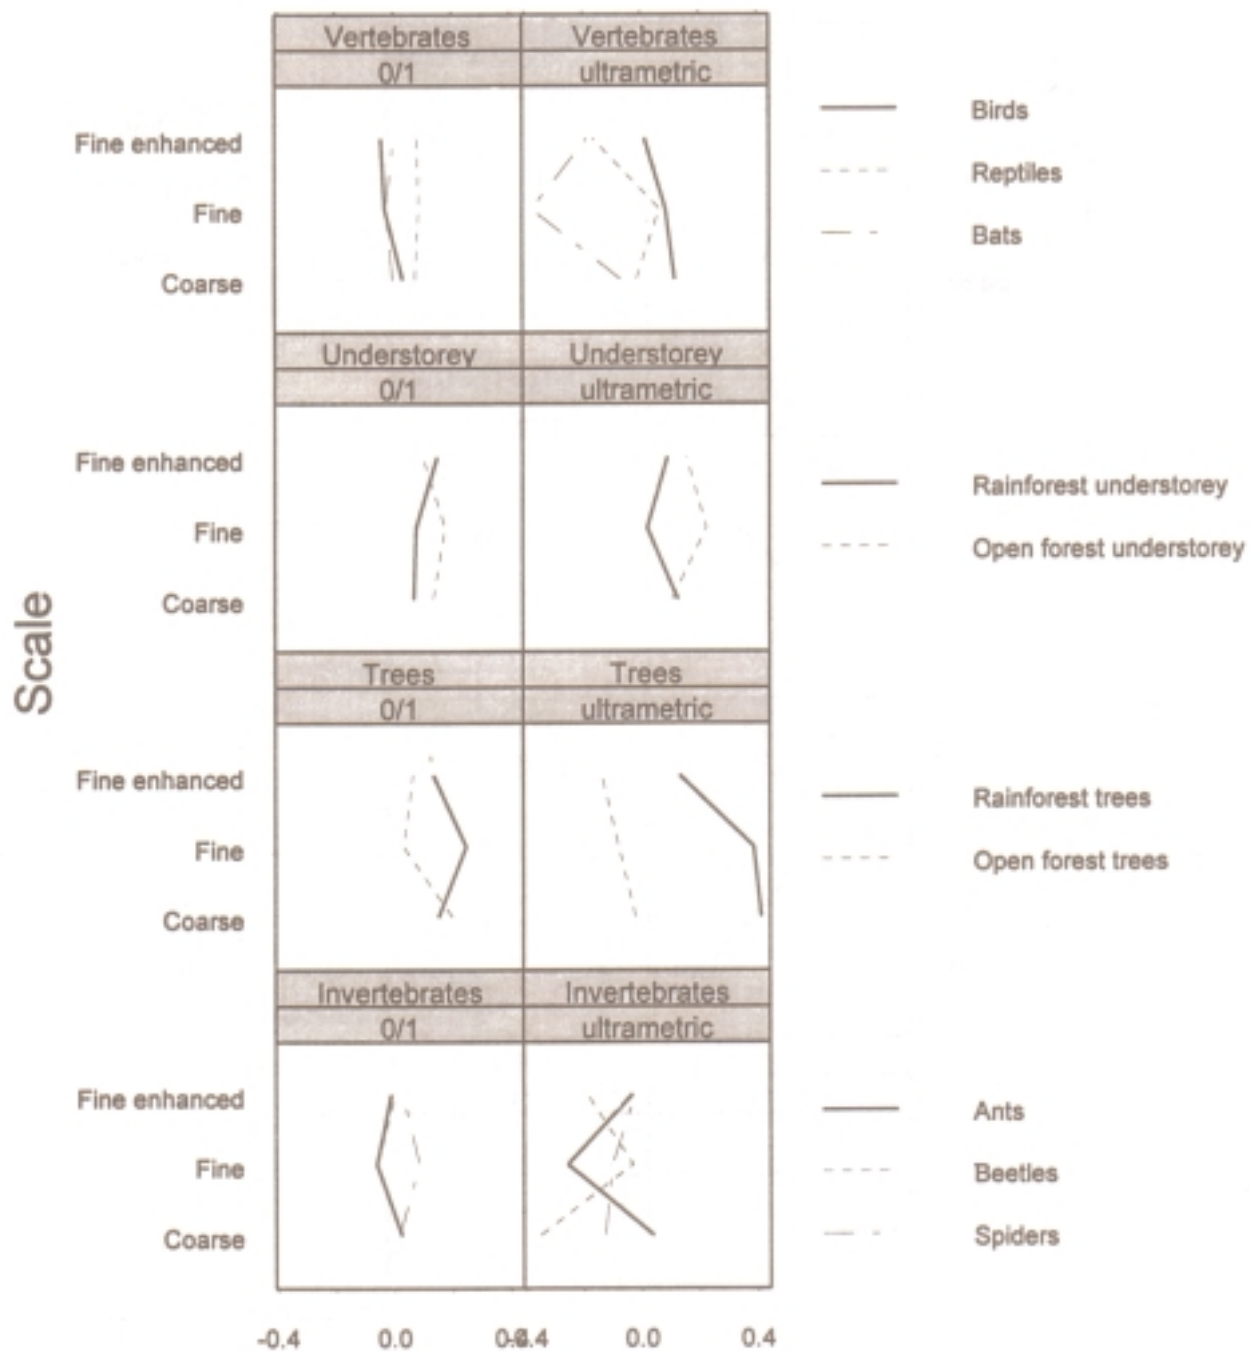 Vertebrates Vertebrates
0/1 ultrametric
Birds
Fine enhanced
Reptiles
Fine
Bats
Coarse
Understorey Understorey
0/1 ultrametric
Fine enhanced
Rainforest understorey
Fine
Open forest understorey
Coarse
Scale
Trees Trees
0/1 ultrametric
Fine enhanced
Rainforest trees
Fine
Open forest trees
Coarse
Invertebrates Invertebrates
0/1 ultrametric
Fine enhanced
Ants
Fine
Beetles
Coarse
Spiders
-0.4 0.0 0.4 -0.4 0.0 0.4